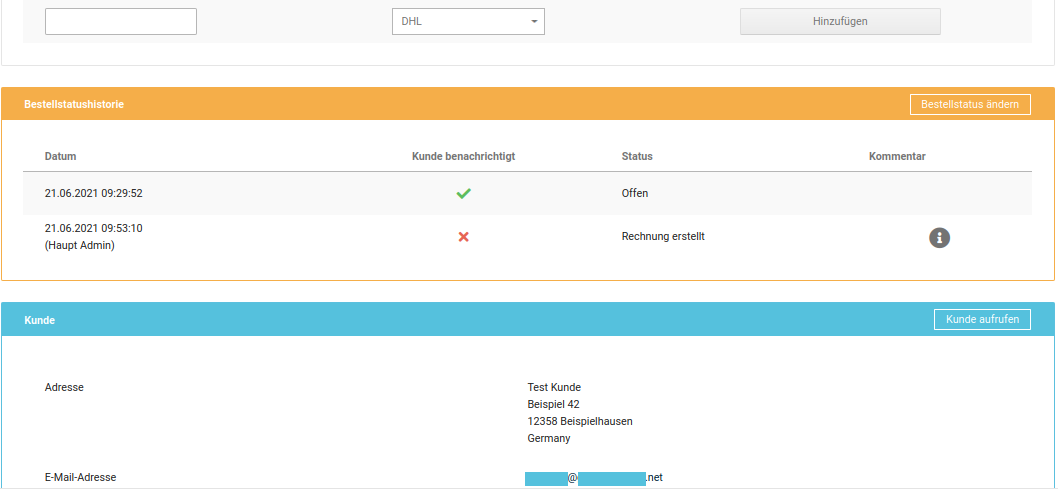 DHL
Hinzufügen
Bestellstatushistorie
Bestellstatus ändern
Datum
Kunde benachrichtigt
Status
Kommentar
21.06.2021 09:29:52
Offen
21.06.2021 09:53:10
(Haupt Admin)
Rechnung erstellt
Kunde
Kunde aufrufen
Adresse
Test Kunde
Beispiel 42
12358 Beispielhausen
Germany
E-Mail-Adresse
@ .net